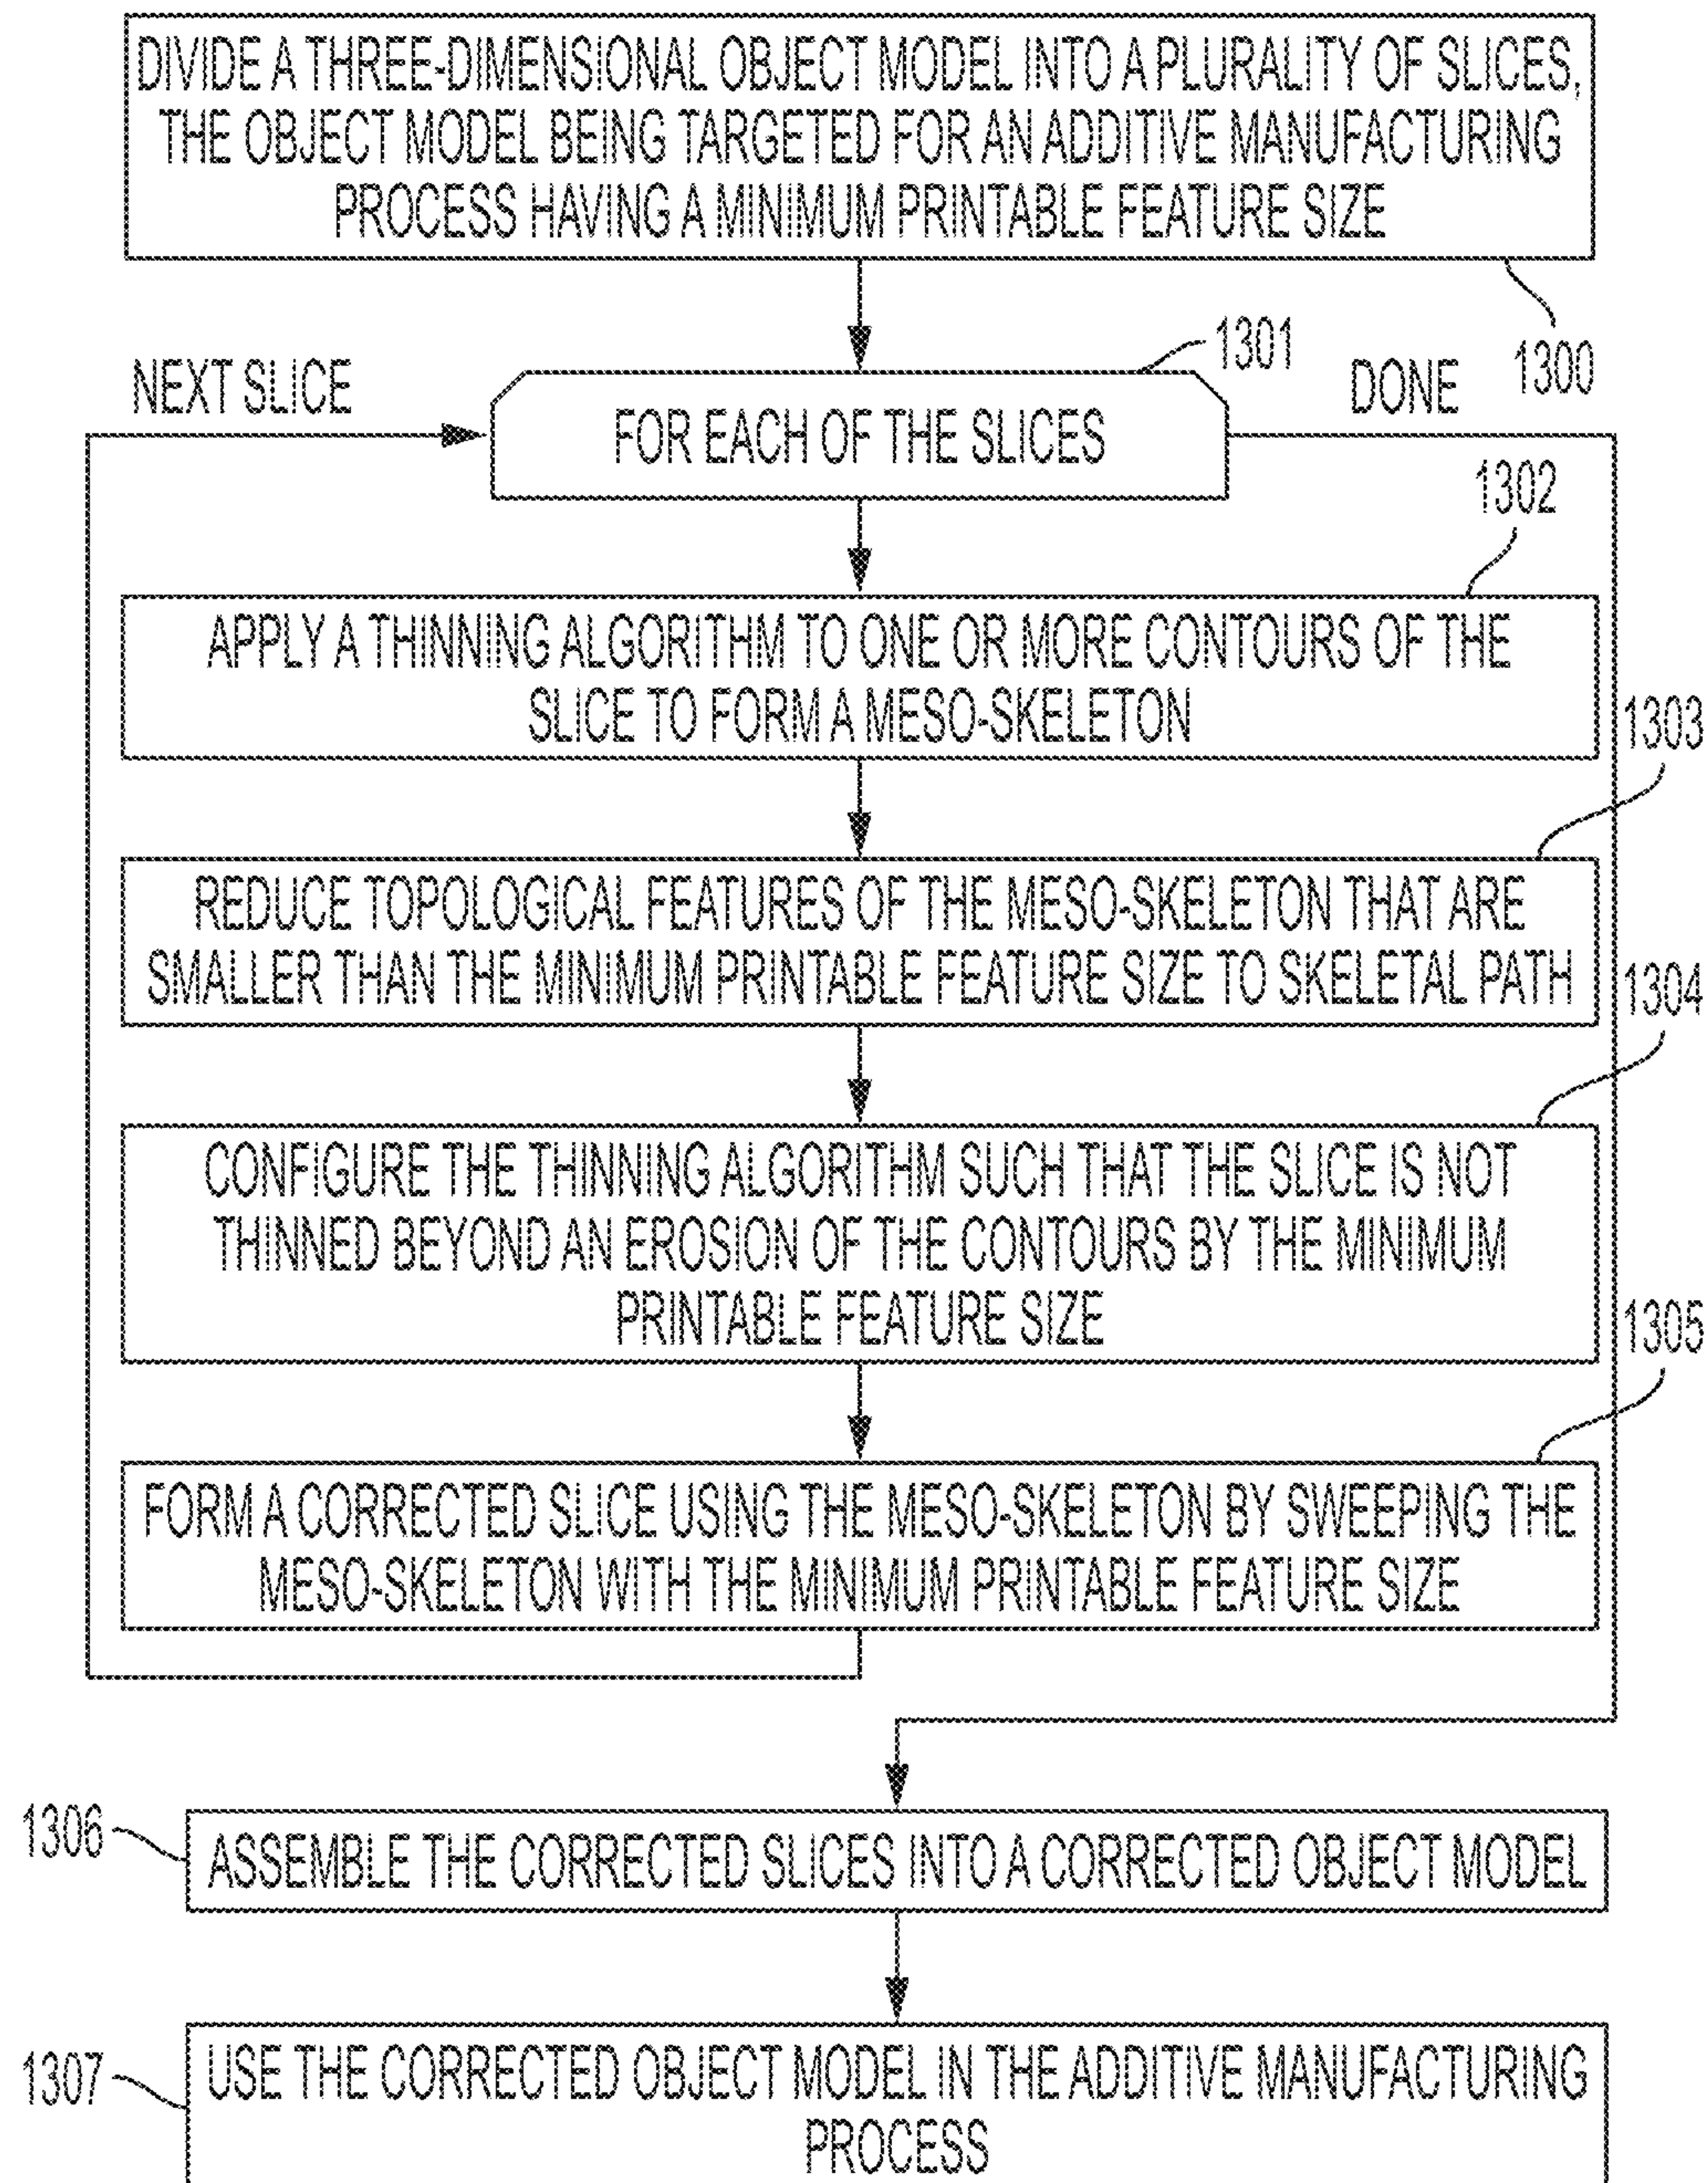 DIVIDE A THREE-DIMENSIONAL OBJECT MODEL INTO A PLURALITY OF SLICES,
THE OBJECT MODEL BEING TARGETED FOR AN ADDITIVE MANUFACTURING
PROCESS HAVING A MINIMUM PRINTABLE FEATURE SIZE
1300
1301
NEXT SLICE
DONE
FOR EACH OF THE SLICES
1302
APPLY A THINNING ALGORITHM TO ONE OR MORE CONTOURS OF THE
SLICE TO FORM A MESO-SKELETON
1303
REDUCE TOPOLOGICAL FEATURES OF THE MESO-SKELETON THAT ARE
SMALLER THAN THE MINIMUM PRINTABLE FEATURE SIZE TO SKELETAL PATH
1304
CONFIGURE THE THINNING ALGORITHM SUCH THAT THE SLICE IS NOT
THINNED BEYOND AN EROSION OF THE CONTOURS BY THE MINIMUM
PRINTABLE FEATURE SIZE
1305
FORM A CORRECTED SLICE USING THE MESO-SKELETON BY SWEEPING THE
MESO-SKELETON WITH THE MINIMUM PRINTABLE FEATURE SIZE
1306
ASSEMBLE THE CORRECTED SLICES INTO A CORRECTED OBJECT MODEL
1307
USE THE CORRECTED OBJECT MODEL IN THE ADDITIVE MANUFACTURING
PROCESS